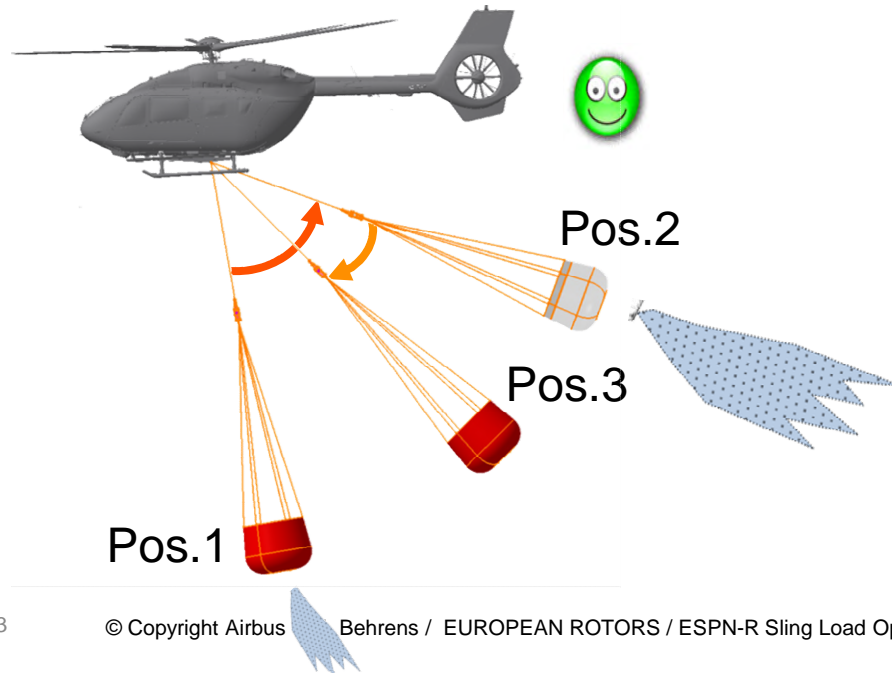 Pos.2
Pos.3
Pos.1
© Copyright Airbus Behrens / EUROPEAN ROTORS / ESPN-R Sling Load Op